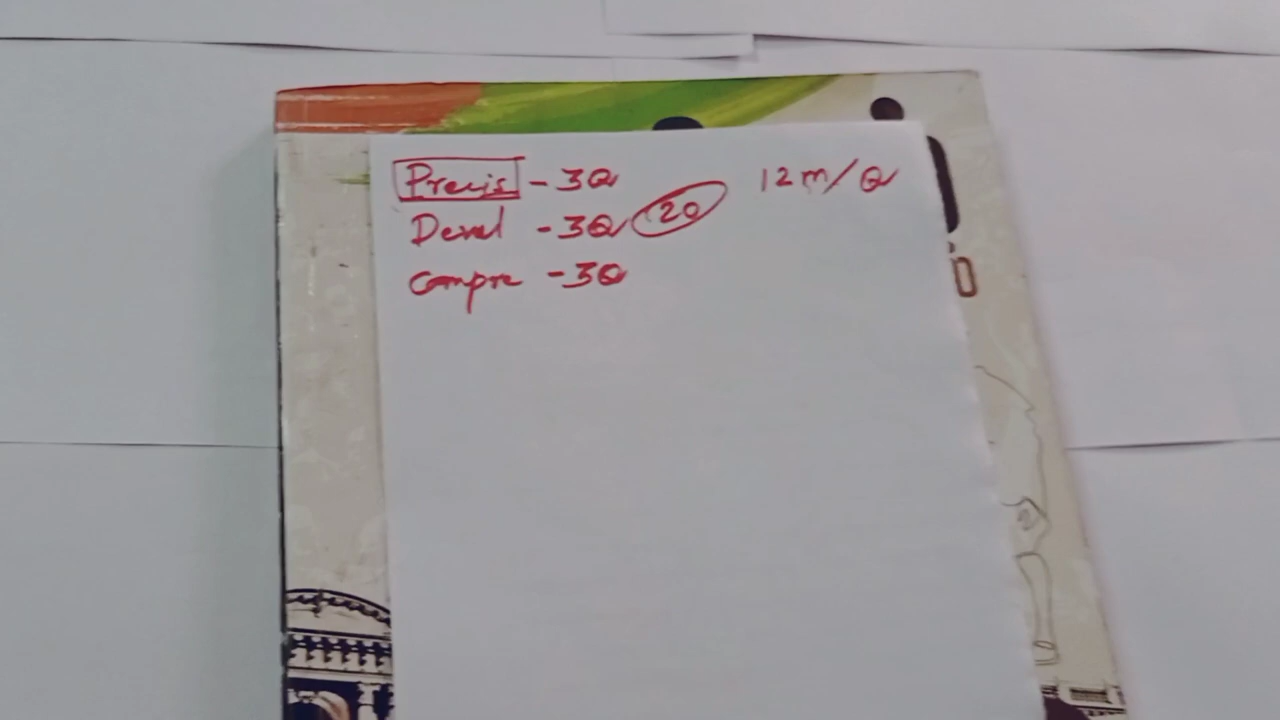 Precis - 3Q 12m/Q
Devel - 3Q 2Q
Compre - 3Q